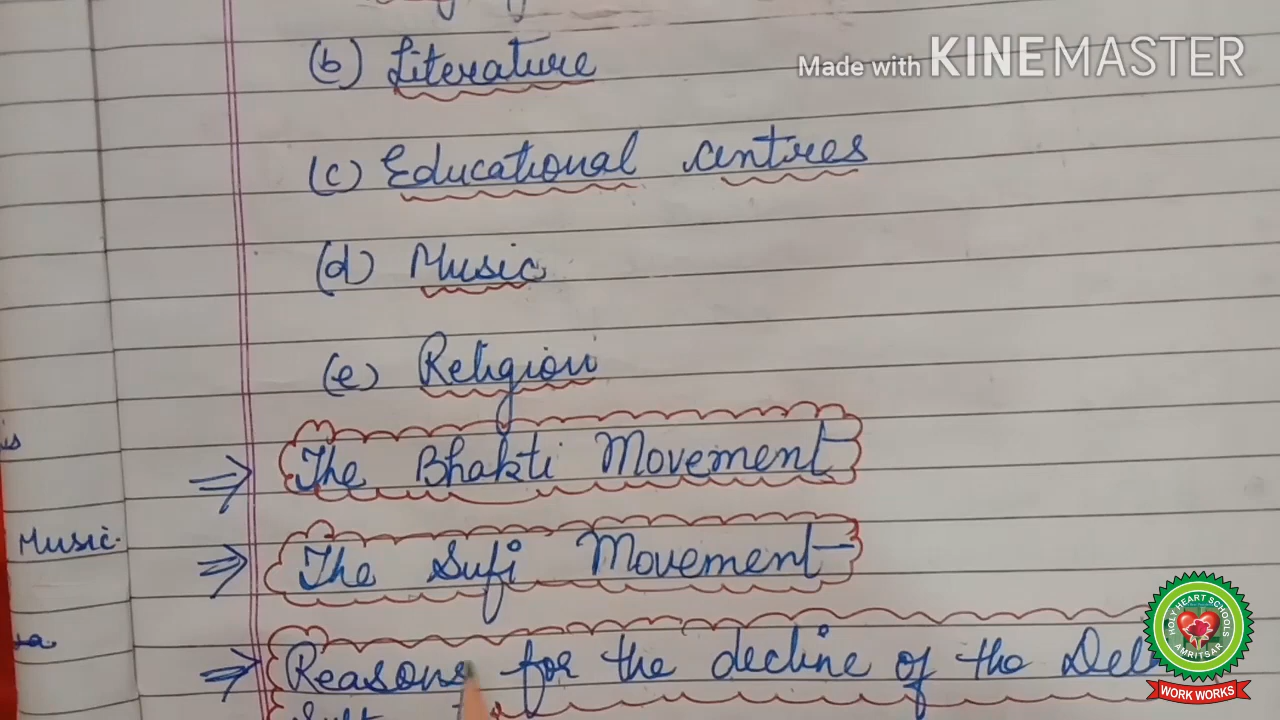 Made with KINEMASTER
(b) Literature
(c) Educational centres
(d) Music
(e) Religion
is
⇒ The Bhakti Movement
Music.
⇒ The Sufi Movement
⇒ Reasons for the decline of the
HOLY HEART SCHOOLS
AMRITSAR
WORK WORKS